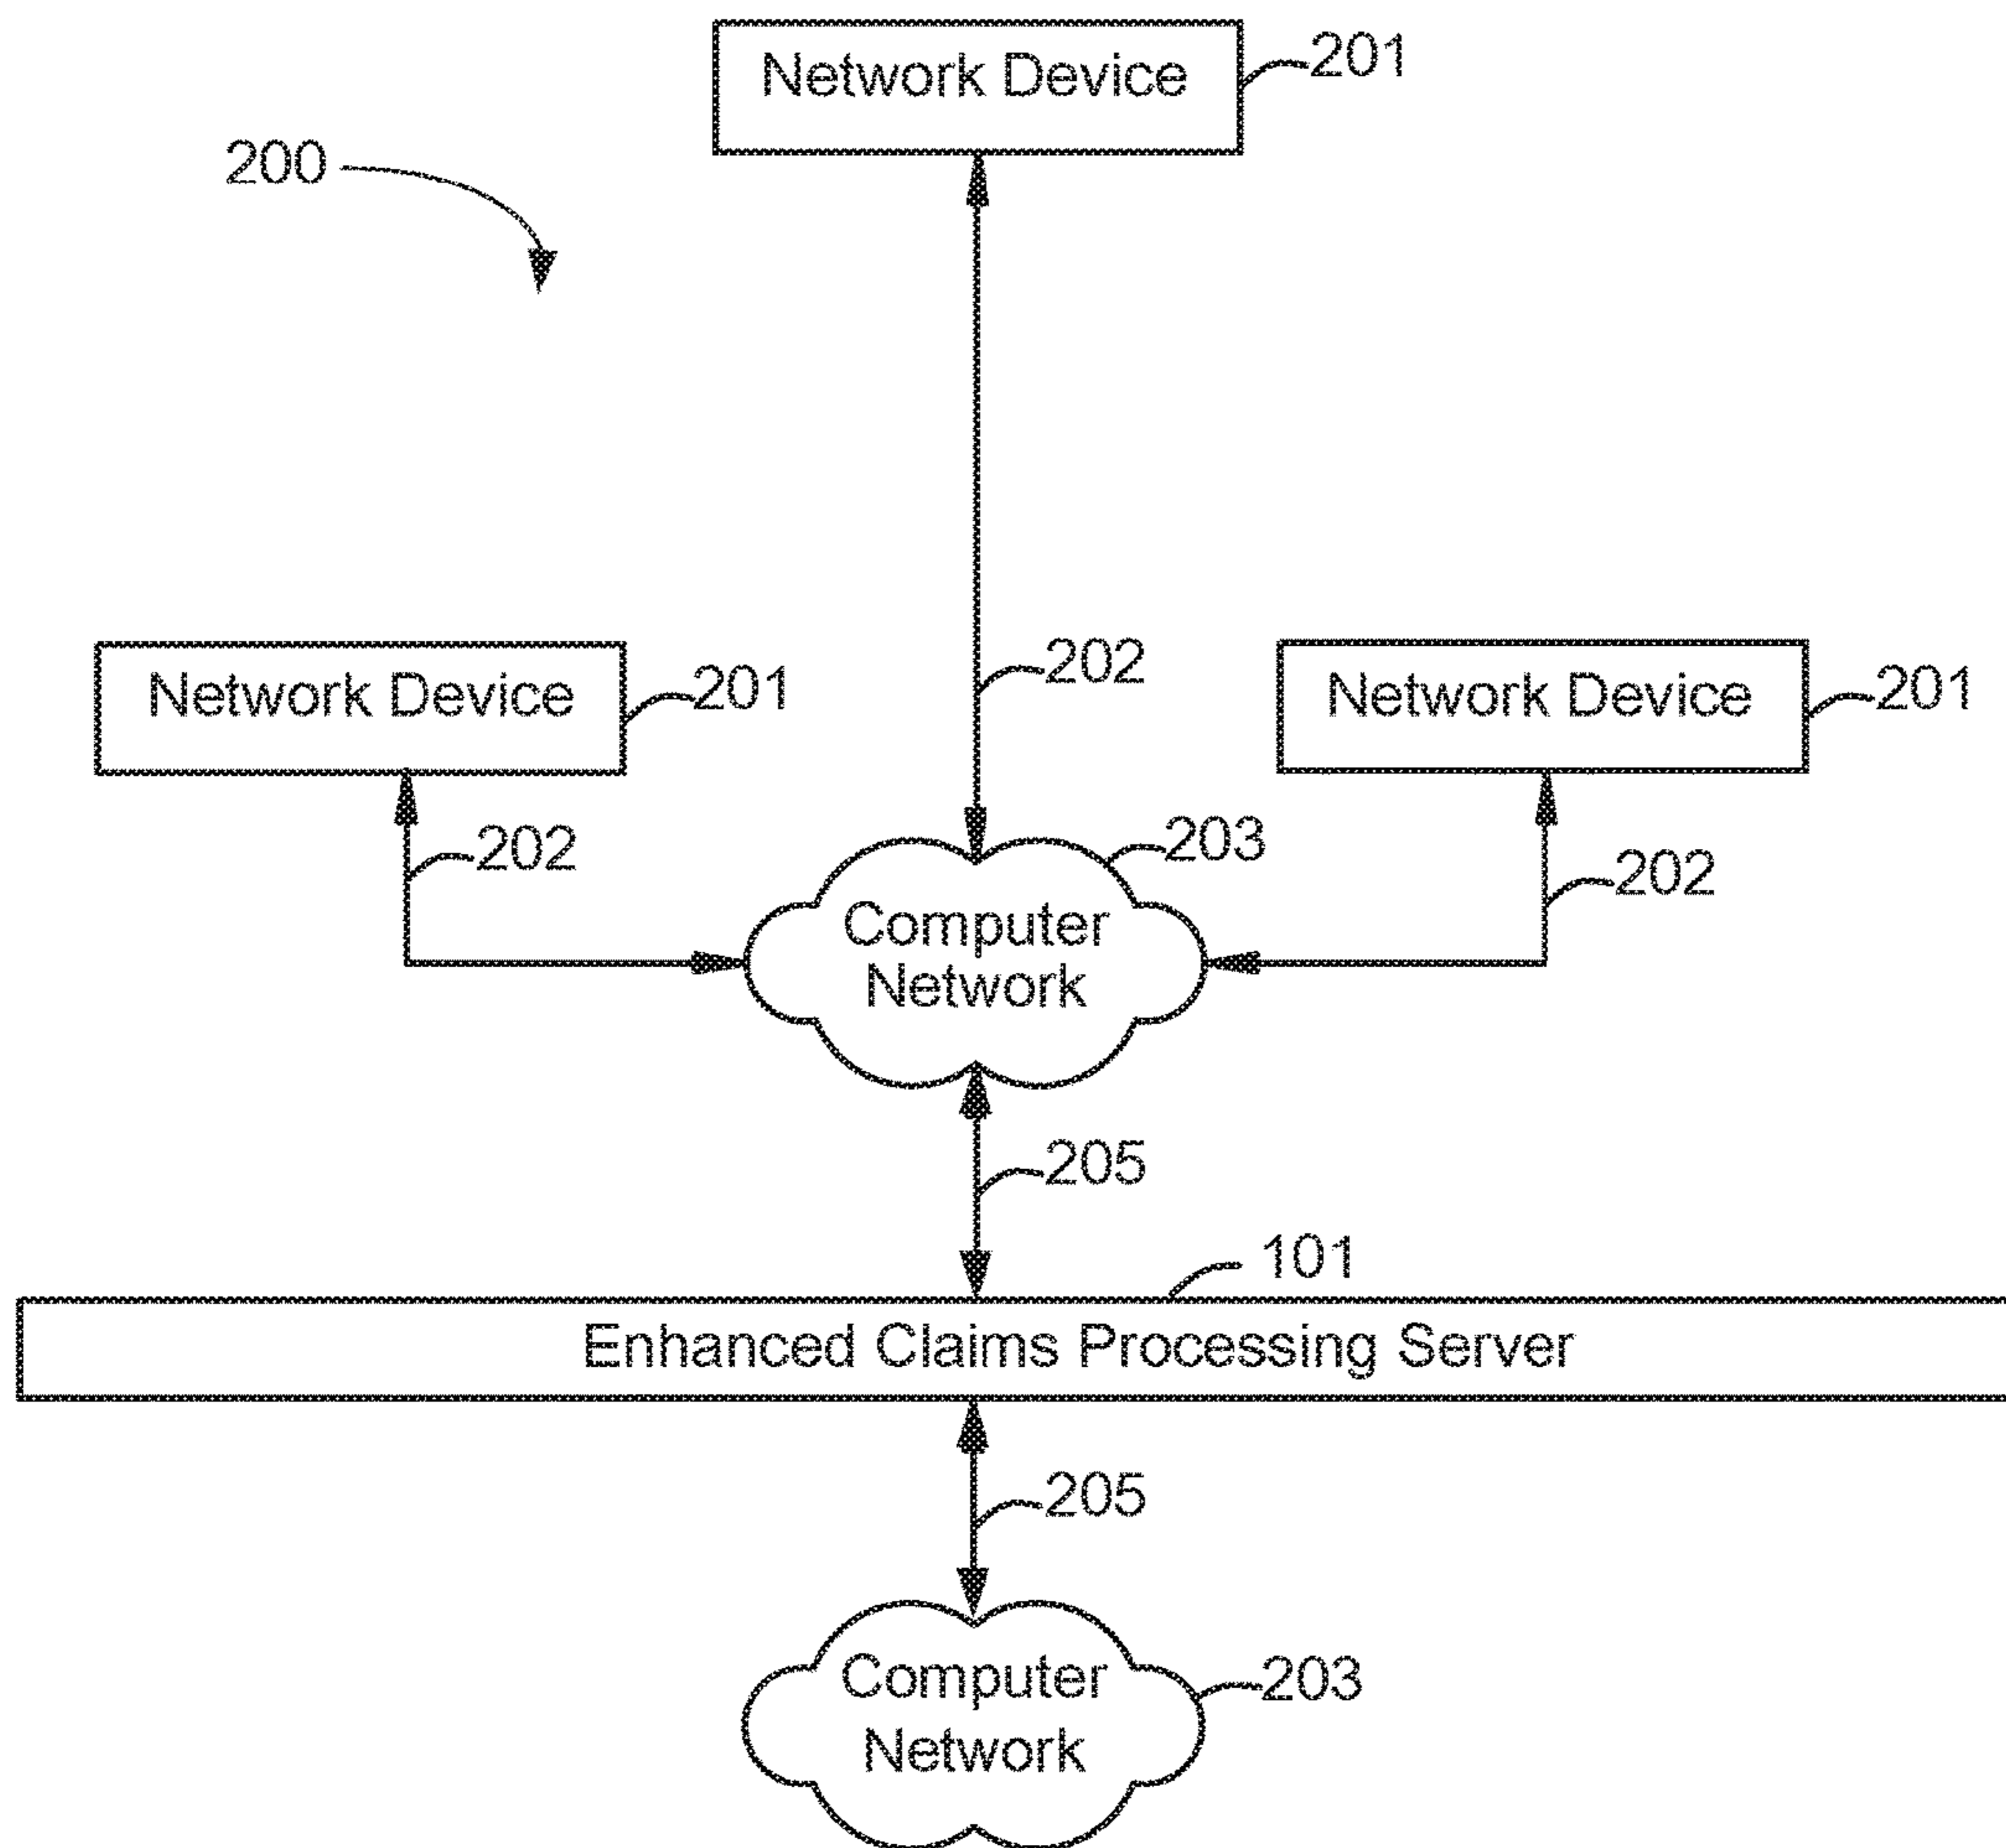 Network Device
201
200
202
Network Device
201
Network Device
201
202
203
202
Computer
Network
205
101
Enhanced Claims Processing Server
205
Computer
Network
203